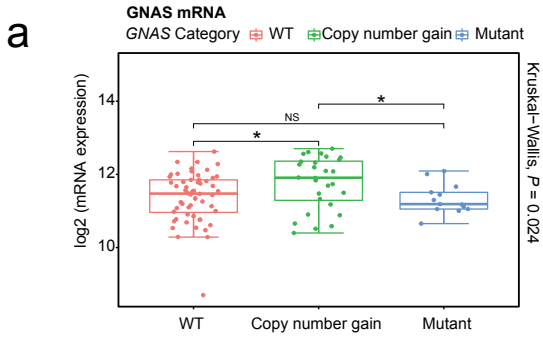 a
GNAS mRNA
GNAS Category WT Copy number gain Mutant
log2 (mRNA expression)
14
12
10
*
NS
*
WT Copy number gain Mutant
Kruskal−Wallis, P = 0.024